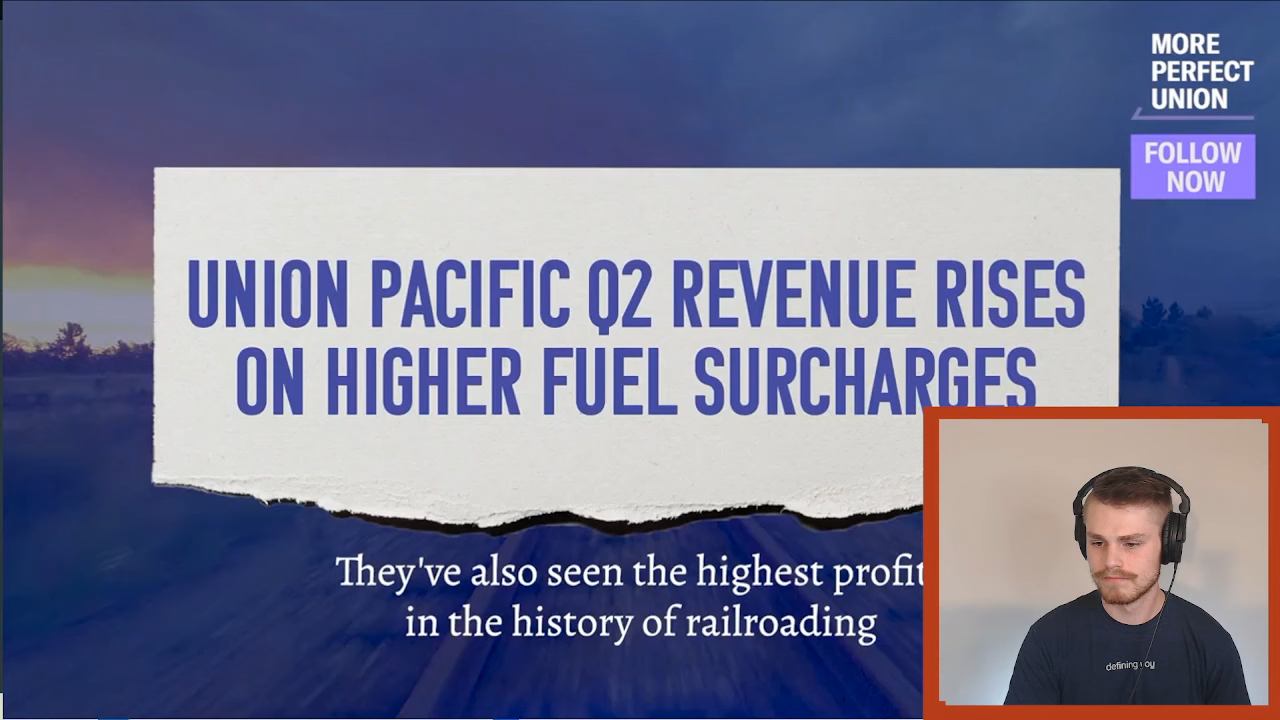 MORE
PERFECT
UNION
FOLLOW
NOW
UNION PACIFIC Q2 REVENUE RISES
ON HIGHER FUEL SURCHARGES
They've also seen the highest profit
in the history of railroading
defining